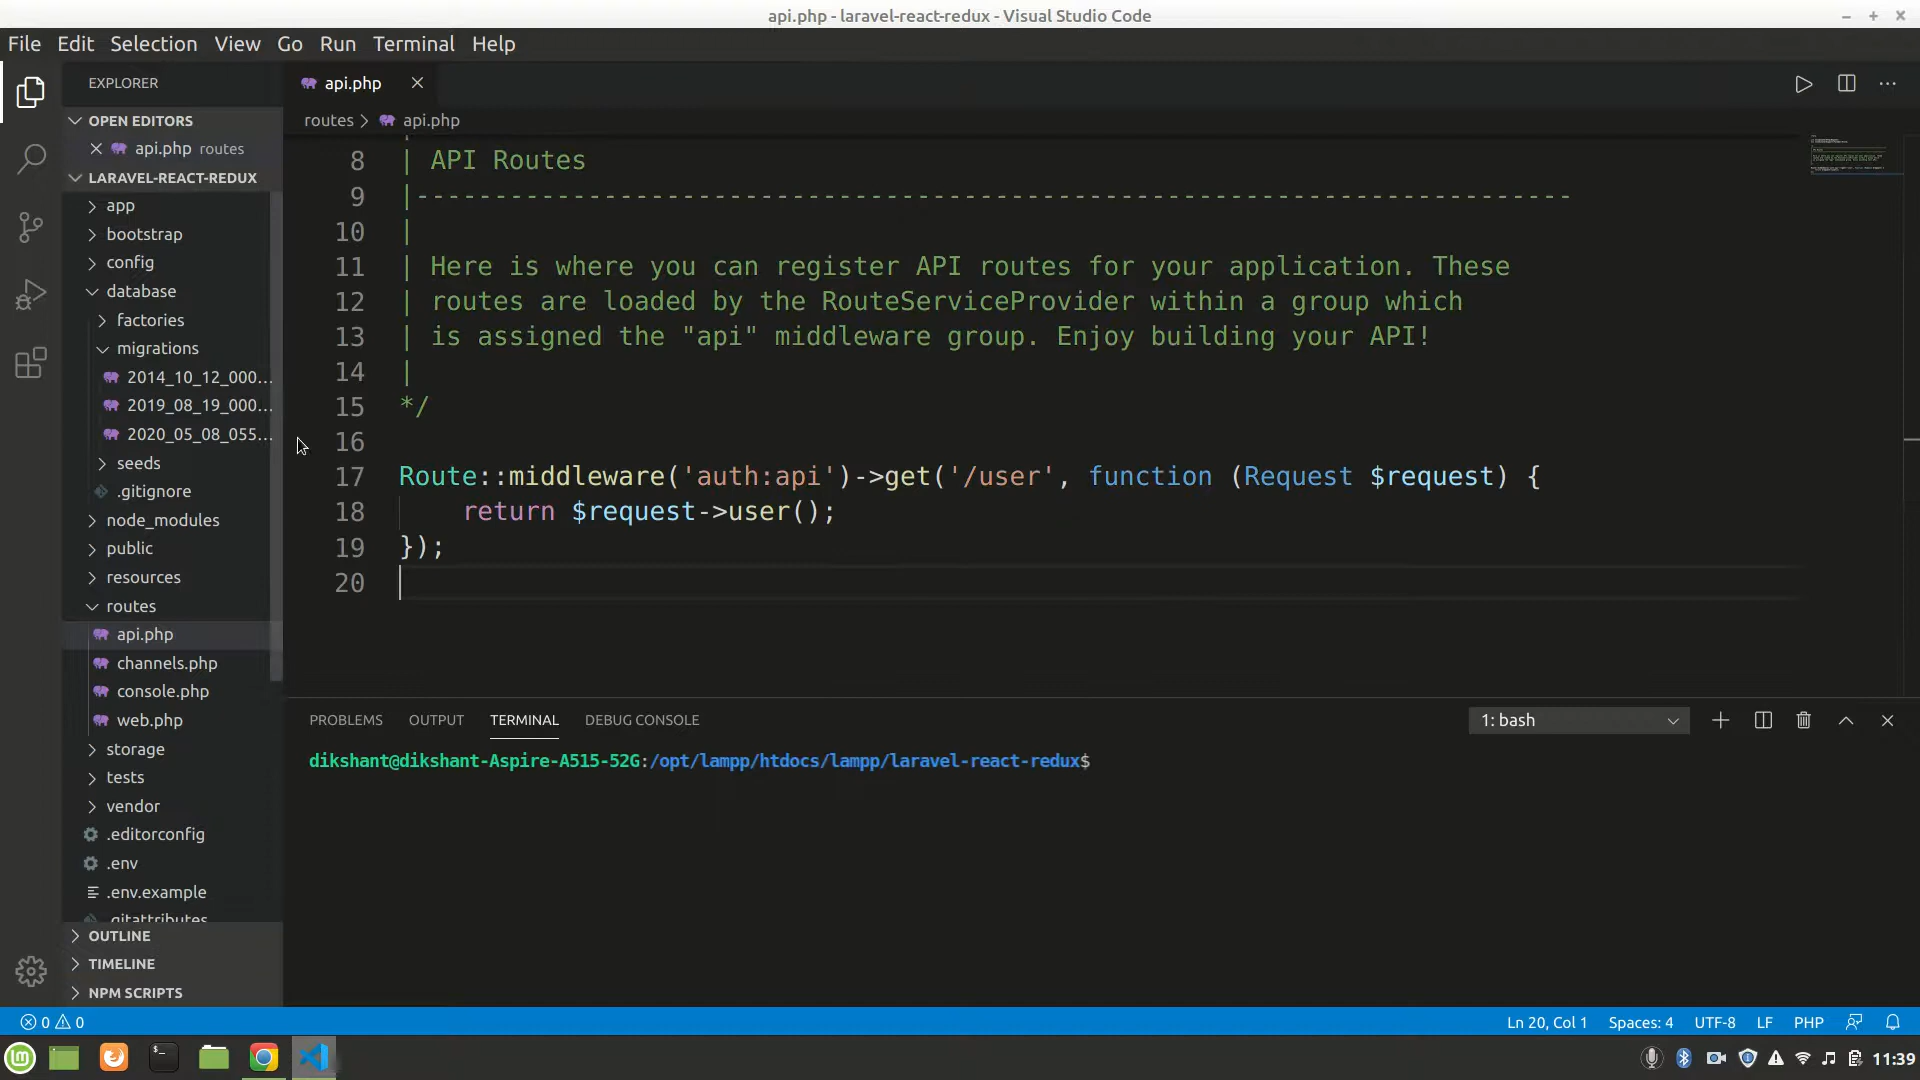 api.php - laravel-react-redux - Visual Studio Code
File Edit Selection View Go Run Terminal Help
EXPLORER
OPEN EDITORS
api.php routes
LARAVEL-REACT-REDUX
app
bootstrap
config
database
factories
migrations
2014_10_12_000...
2019_08_19_000...
2020_05_08_055...
seeds
.gitignore
node_modules
public
resources
routes
api.php
channels.php
console.php
web.php
storage
tests
vendor
.editorconfig
.env
.env.example
.gitattributes
OUTLINE
TIMELINE
NPM SCRIPTS
api.php
routes > api.php
8 | API Routes
9 |--------------------------------------------------------------------------
10 |
11 | Here is where you can register API routes for your application. These
12 | routes are loaded by the RouteServiceProvider within a group which
13 | is assigned the "api" middleware group. Enjoy building your API!
14 |
15 */
16
17 Route::middleware('auth:api')->get('/user', function (Request $request) {
18     return $request->user();
19 });
20
PROBLEMS OUTPUT TERMINAL DEBUG CONSOLE 1: bash
dikshant@dikshant-Aspire-A515-52G:/opt/lampp/htdocs/lampp/laravel-react-redux$
0 0 Ln 20, Col 1 Spaces: 4 UTF-8 LF PHP
11:39